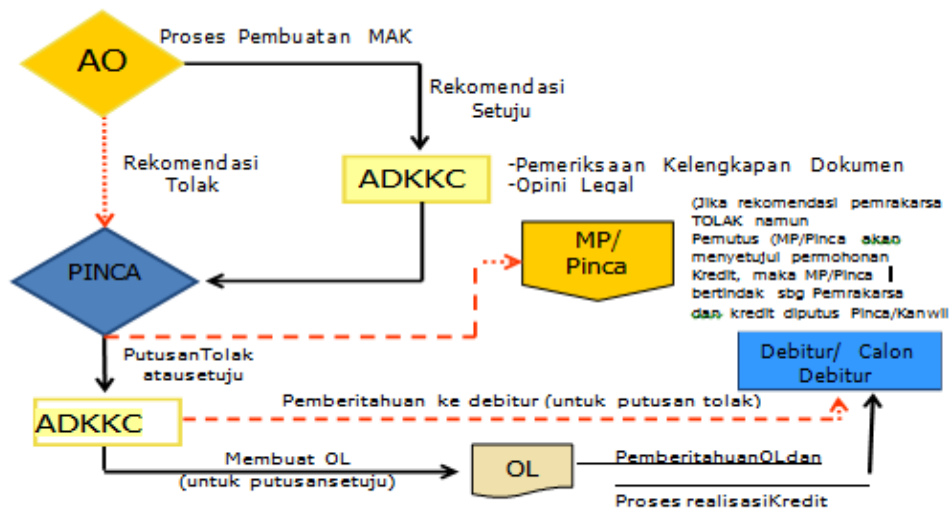 AO
Proses Pembuatan MAK
Rekomendasi
Setuju
Rekomendasi
Tolak
ADKKC
-Pemeriksaan Kelengkapan Dokumen
-Opini Legal
PINCA
MP/
Pinca
(Jika rekomendasi pemrakarsa
TOLAK namun
Pemutus (MP/Pinca akan
menyetujui permohonan
Kredit, maka MP/Pinca
bertindak sbg Pemrakarsa
dan kredit diputus Pinca/Kanwil
PutusanTolak
atausetuju
Debitur/ Calon
Debitur
ADKKC
Pemberitahuan ke debitur (untuk putusan tolak)
Membuat OL
(untuk putusansetuju)
OL
PemberitahuanOLdan
Proses realisasiKredit